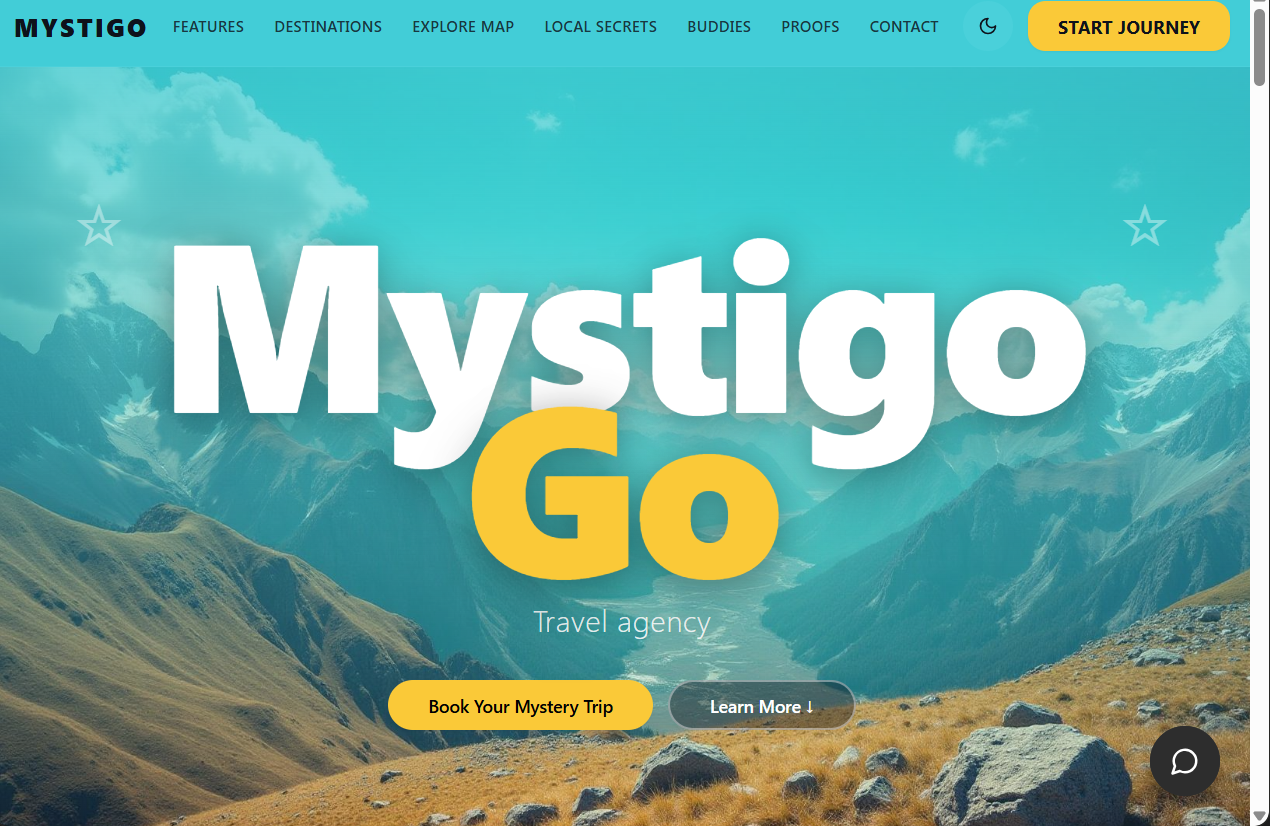 MYSTIGO FEATURES DESTINATIONS EXPLORE MAP LOCAL SECRETS BUDDIES PROOFS CONTACT START JOURNEY
Mystigo
Go
Travel agency
Book Your Mystery Trip Learn More ↓